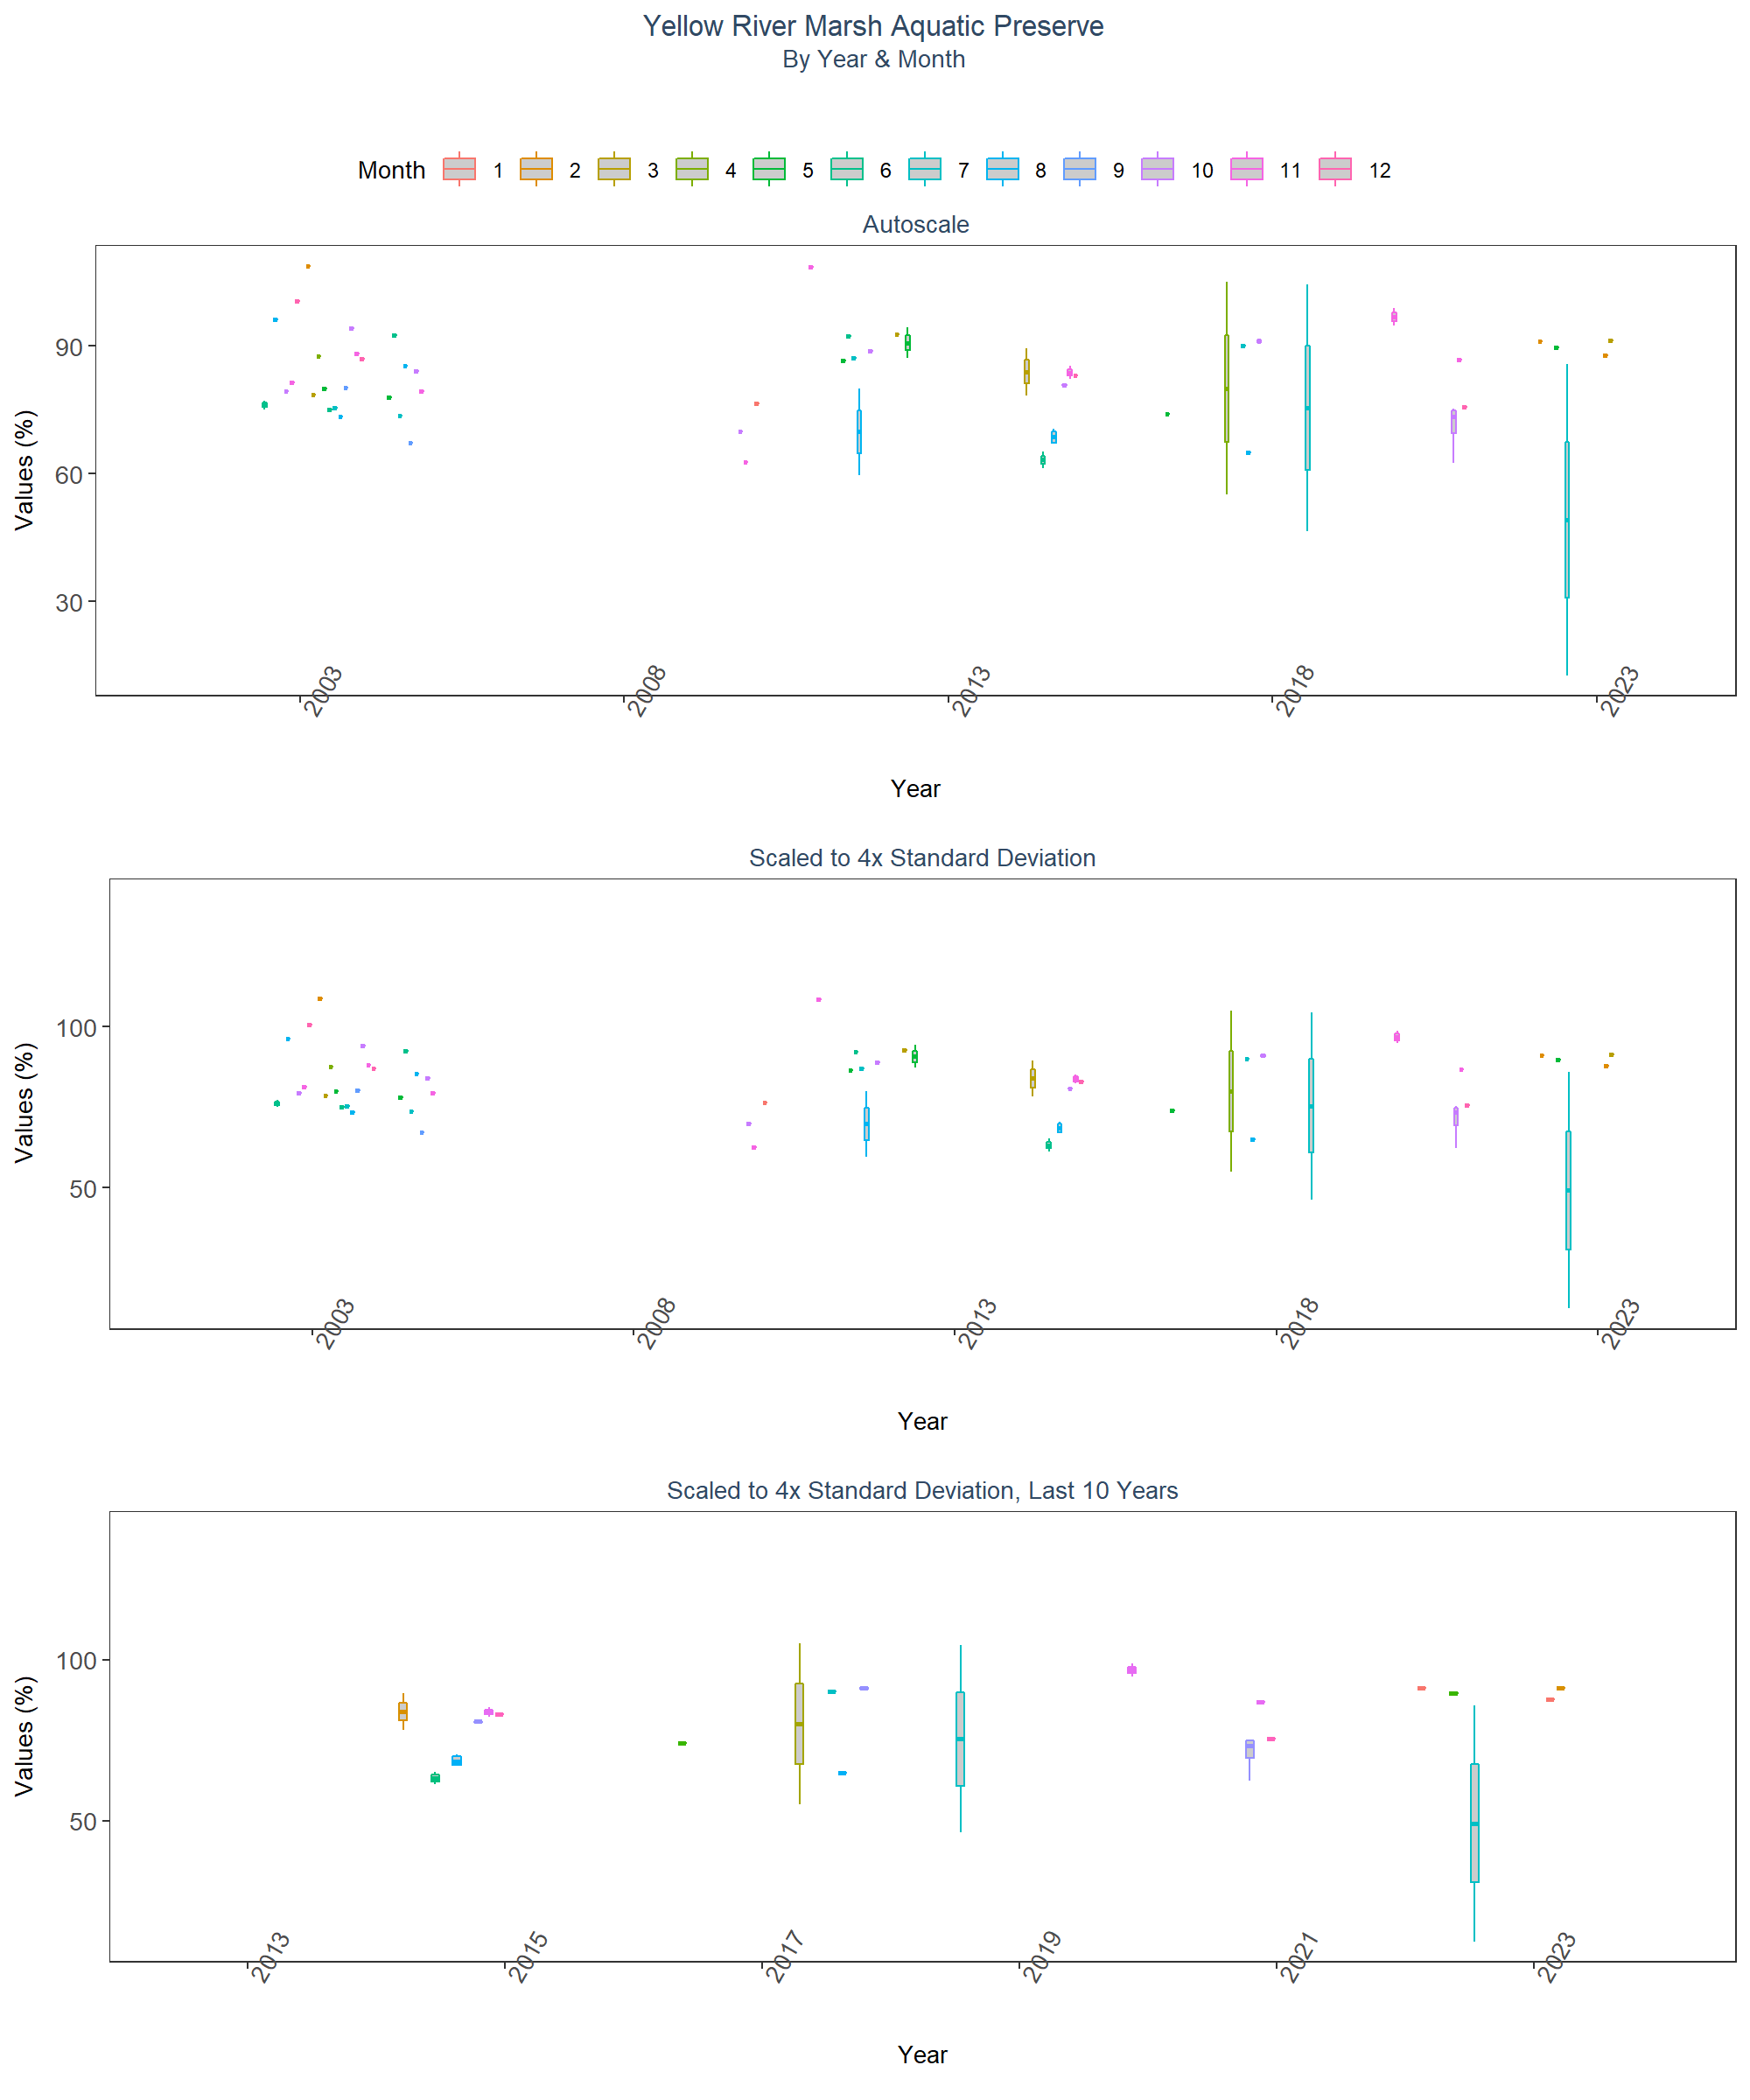 Yellow River Marsh Aquatic Preserve
By Year & Month
Month 1 2 3 4 5 6 7 8 9 10 11 12
Autoscale
Values (%)
90
60
30
2003 2008 2013 2018 2023
Year
Scaled to 4x Standard Deviation
Values (%)
100
50
2003 2008 2013 2018 2023
Year
Scaled to 4x Standard Deviation, Last 10 Years
Values (%)
100
50
2013 2015 2017 2019 2021 2023
Year